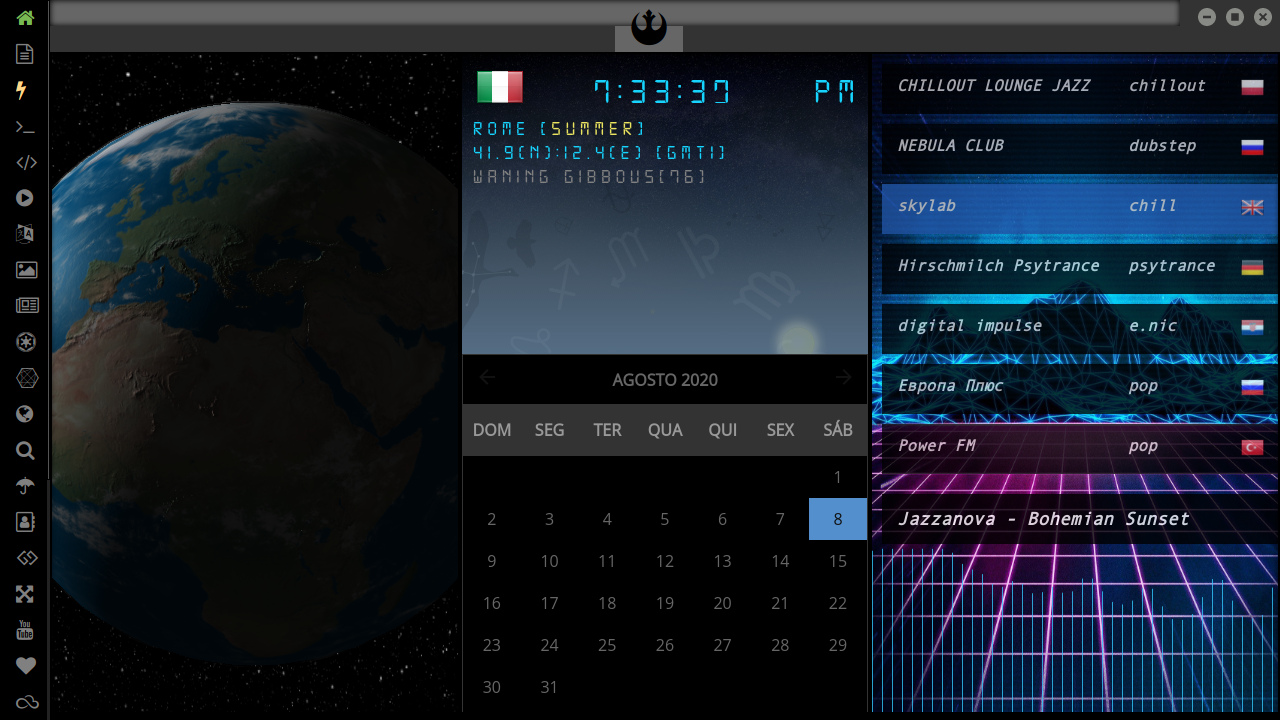 7:33:30 PM
ROME (SUMMER)
41.9(N):12.4(E) (GMT1)
WANING GIBBOUS(76)
AGOSTO 2020
DOM SEG TER QUA QUI SEX SÁB
1
2 3 4 5 6 7 8
9 10 11 12 13 14 15
16 17 18 19 20 21 22
23 24 25 26 27 28 29
30 31
CHILLOUT LOUNGE JAZZ chillout
NEBULA CLUB dubstep
skylab chill
Hirschmilch Psytrance psytrance
digital impulse e.nic
Европа Плюс pop
Power FM pop
Jazzanova - Bohemian Sunset
You
Tube